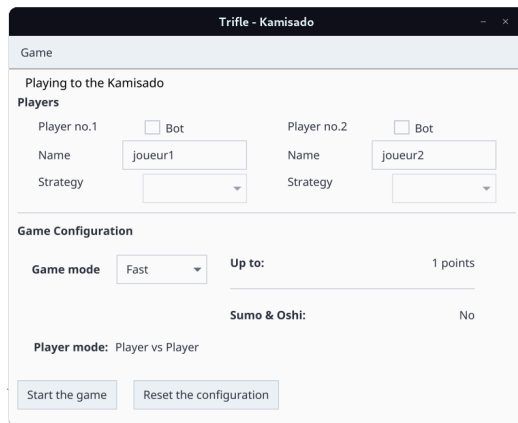 Trifle - Kamisado
Game
Playing to the Kamisado
Players
Player no.1 Bot Player no.2 Bot
Name joueur1 Name joueur2
Strategy Strategy
Game Configuration
Game mode Fast Up to: 1 points
Sumo & Oshi: No
Player mode: Player vs Player
Start the game Reset the configuration